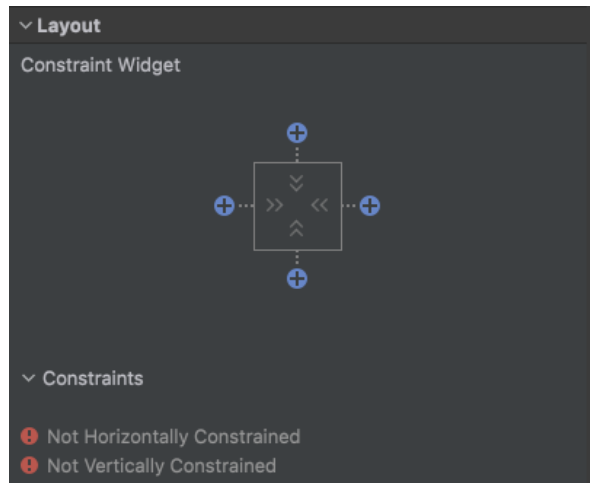 Layout
Constraint Widget
Constraints
Not Horizontally Constrained
Not Vertically Constrained